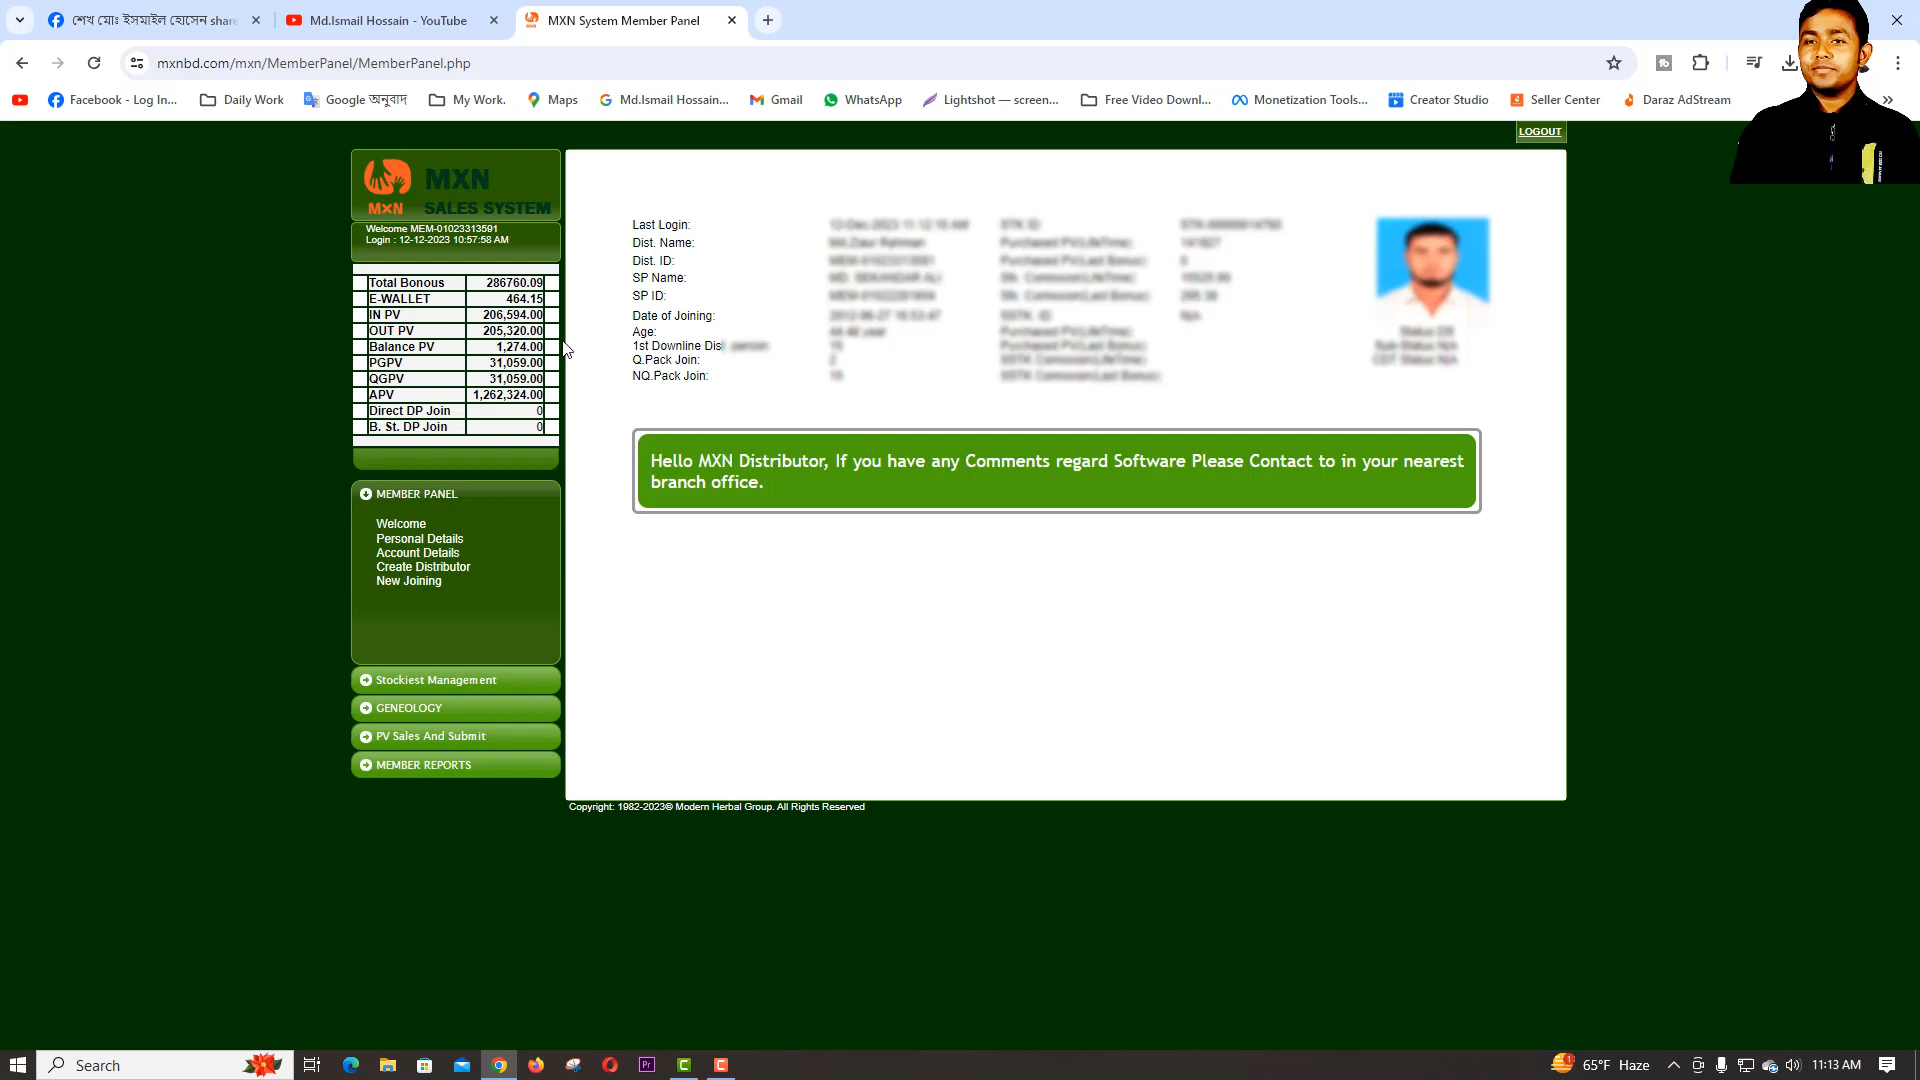 শেখ মোঃ ইসমাইল হোসেন share
Md.Ismail Hossain - YouTube
MXN System Member Panel
mxnbd.com/mxn/MemberPanel/MemberPanel.php
Facebook - Log In...
Daily Work
Google অনুবাদ
My Work.
Maps
Md.Ismail Hossain...
Gmail
WhatsApp
Lightshot — screen...
Free Video Downl...
Monetization Tools...
Creator Studio
Seller Center
Daraz AdStream
LOGOUT
MXN
MXN SALES SYSTEM
Welcome MEM-01023313591
Login : 12-12-2023 10:57:58 AM
Total Bonous 286760.09
E-WALLET 464.15
IN PV 206,594.00
OUT PV 205,320.00
Balance PV 1,274.00
PGPV 31,059.00
QGPV 31,059.00
APV 1,262,324.00
Direct DP Join 0
B. St. DP Join 0
MEMBER PANEL
Welcome
Personal Details
Account Details
Create Distributor
New Joining
Stockiest Management
GENEOLOGY
PV Sales And Submit
MEMBER REPORTS
Last Login:
Dist. Name:
Dist. ID:
SP Name:
SP ID:
Date of Joining:
Age:
1st Downline Dis
Q.Pack Join:
NQ.Pack Join:
Hello MXN Distributor, If you have any Comments regard Software Please Contact to in your nearest
branch office.
Copyright: 1982-2023© Modern Herbal Group. All Rights Reserved
Search
65°F Haze
11:13 AM